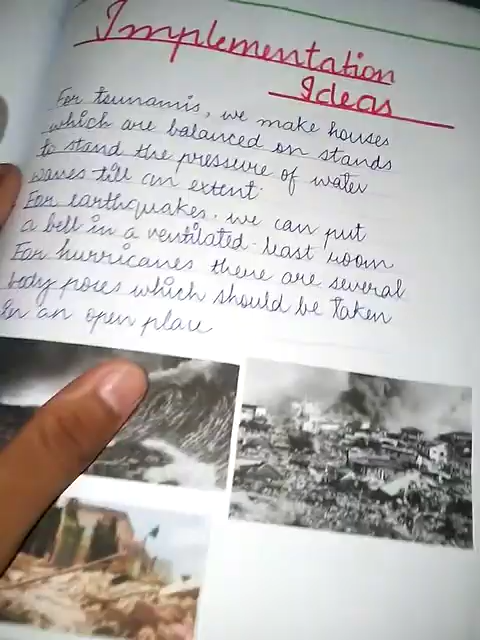 Implementation
Ideas
For tsunamis, we make houses
which are balanced on stands
to stand the pressure of water
waves till an extent.
For earthquakes, we can put
a bell in a ventilated-least room
For hurricanes there are several
body poses which should be taken
in an open place